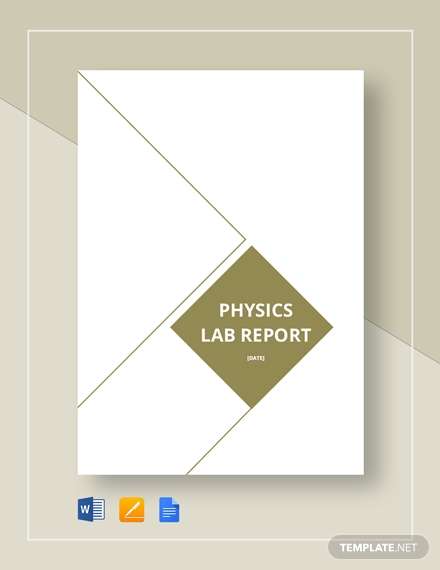 PHYSICS
LAB REPORT
[DATE]
W
TEMPLATE.NET